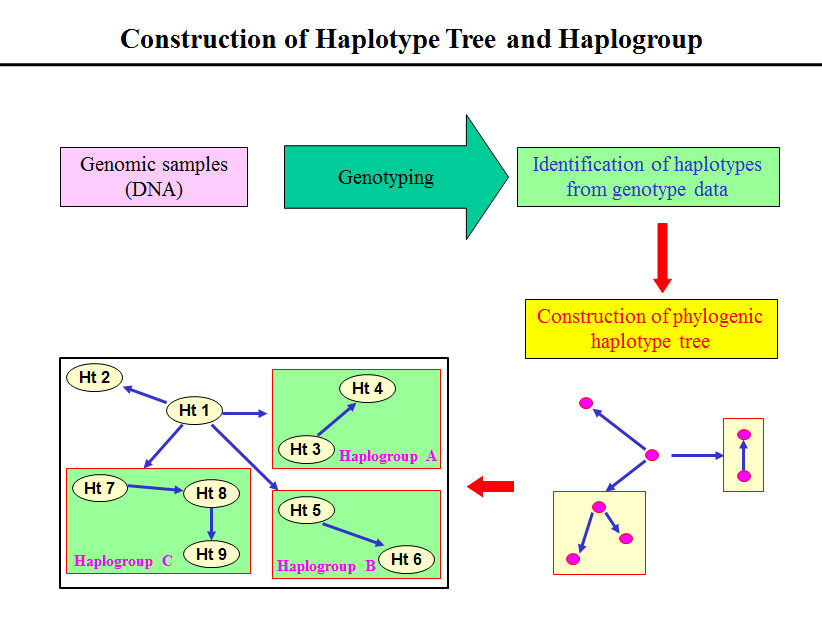 Construction of Haplotype Tree and Haplogroup
Genomic samples
(DNA)
Genotyping
Identification of haplotypes
from genotype data
Construction of phylogenic
haplotype tree
Ht 2
Ht 1
Ht 4
Ht 3
Haplogroup A
Ht 7
Ht 8
Ht 9
Haplogroup C
Ht 5
Ht 6
Haplogroup B